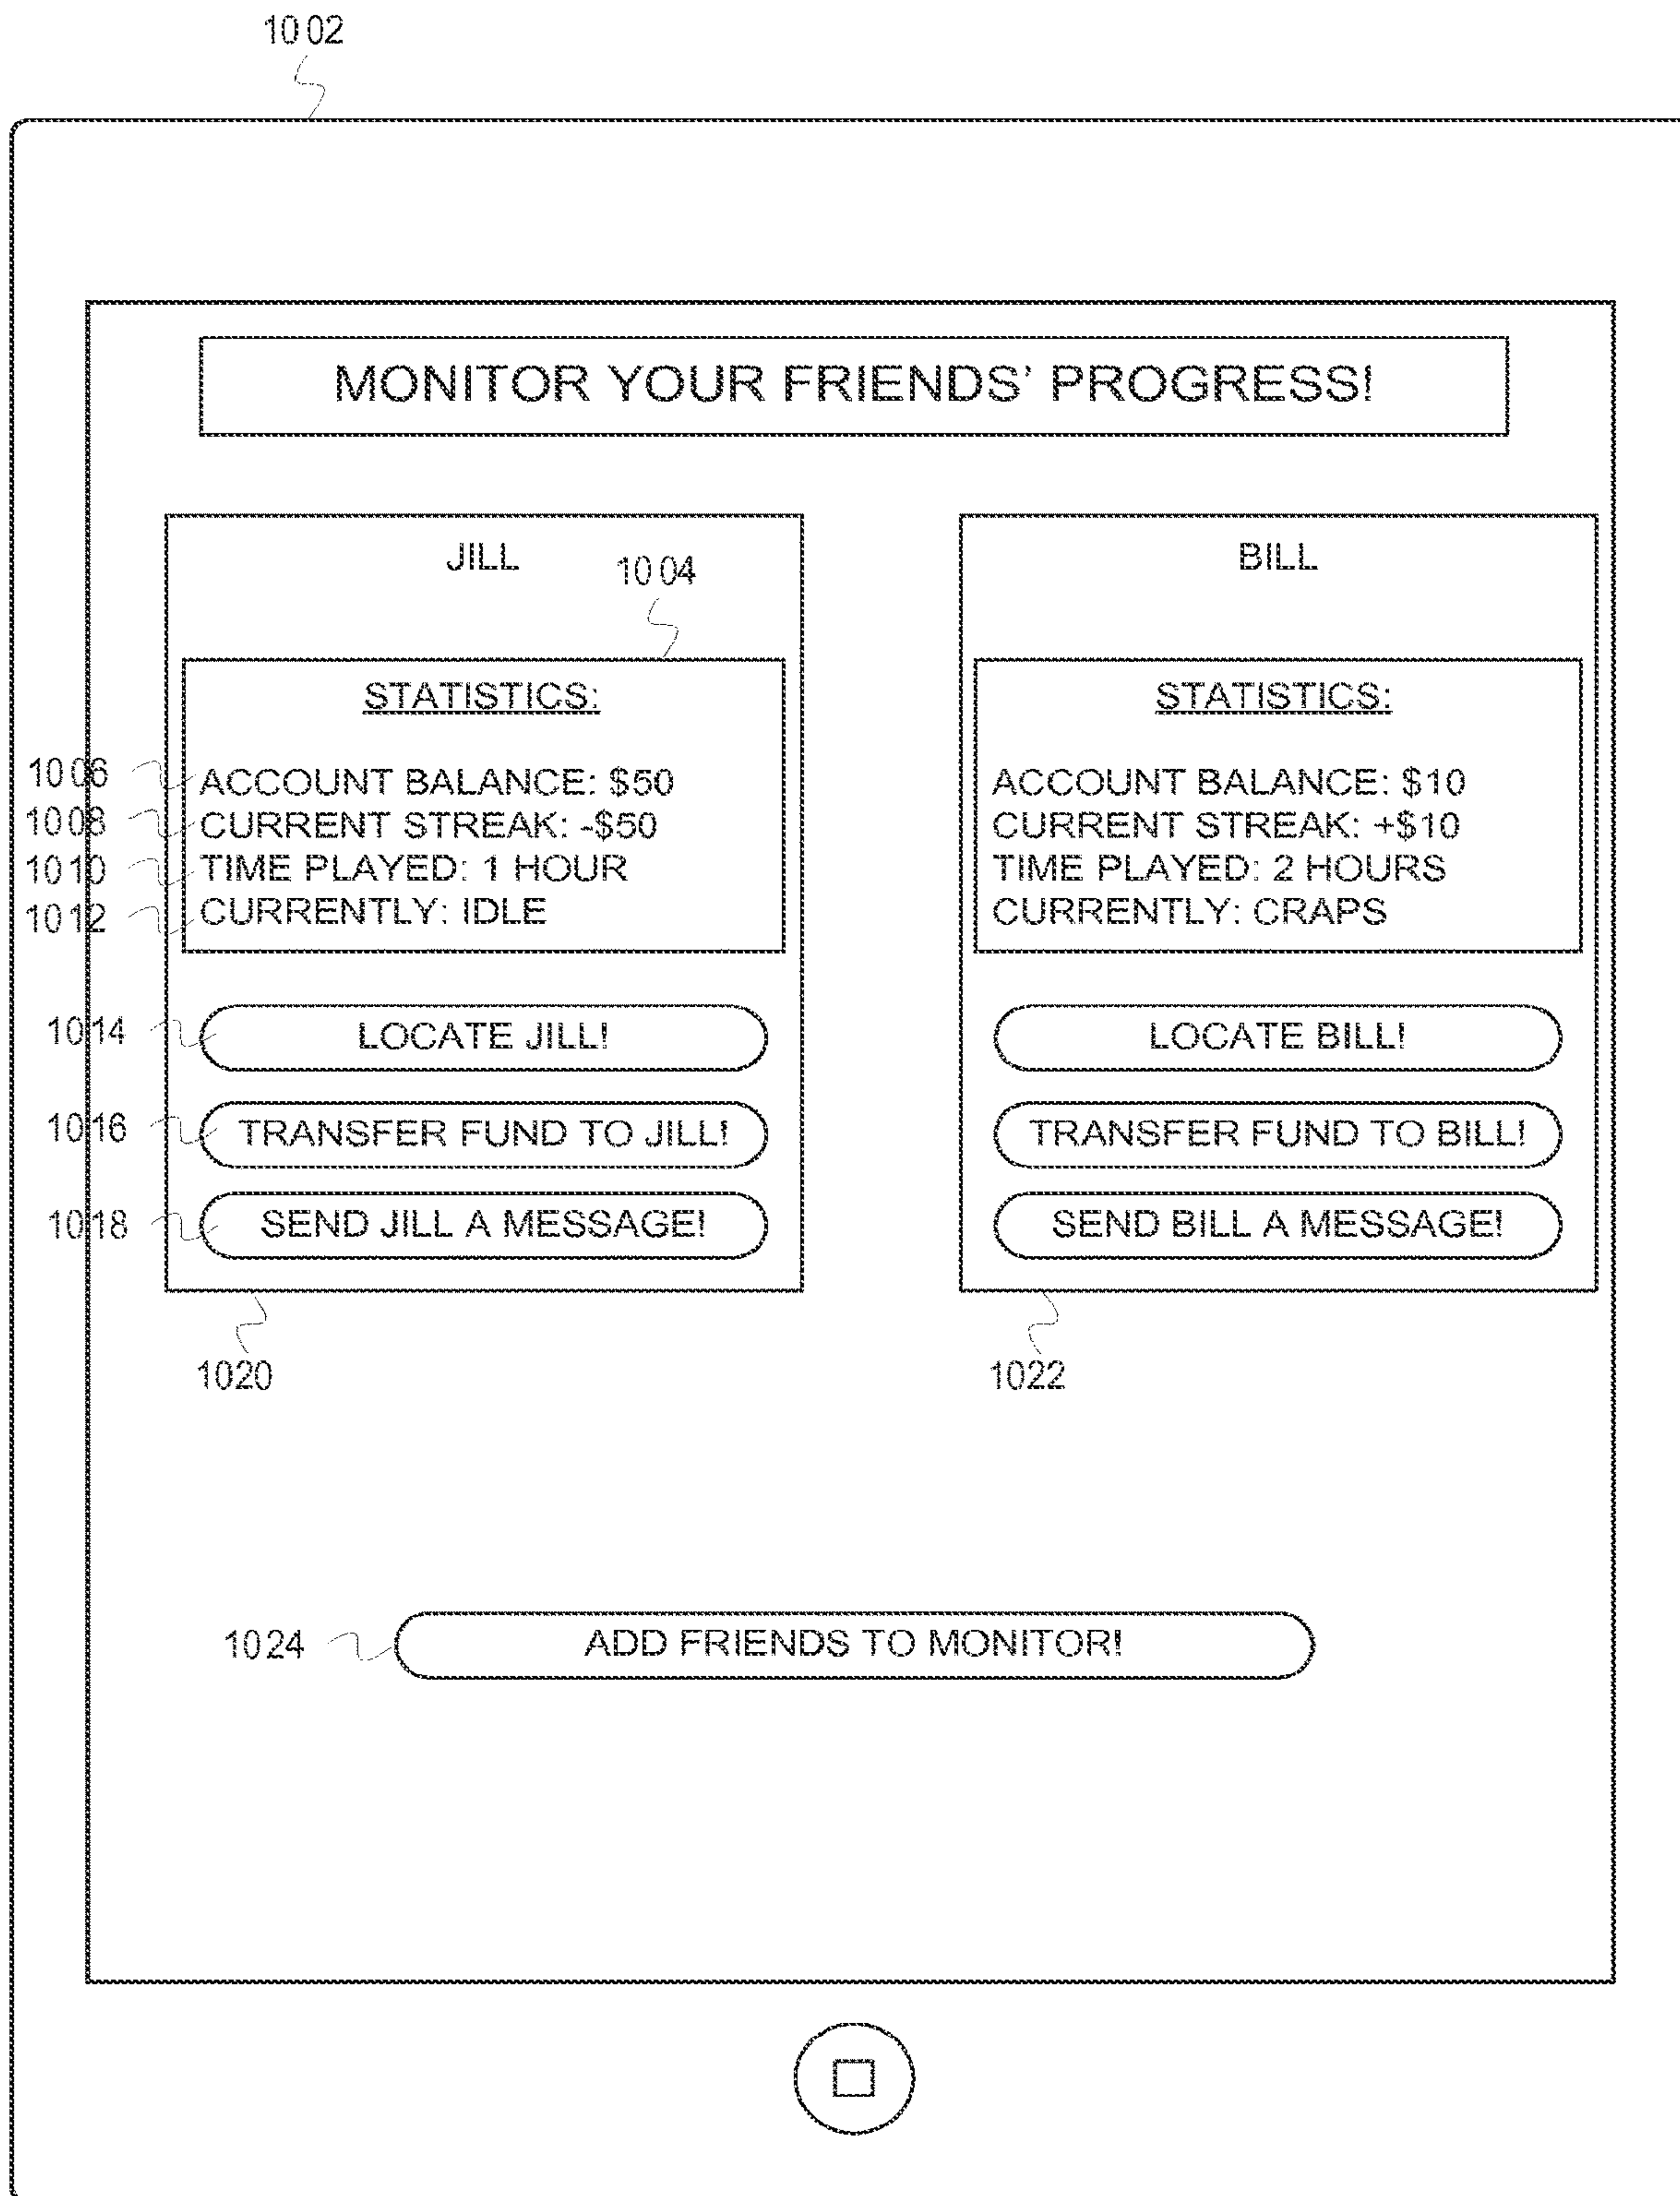 1002
MONITOR YOUR FRIENDS' PROGRESS!
JILL
1004
STATISTICS:
1006 ACCOUNT BALANCE: $50
1008 CURRENT STREAK: -$50
1010 TIME PLAYED: 1 HOUR
1012 CURRENTLY: IDLE
1014 LOCATE JILL!
1016 TRANSFER FUND TO JILL!
1018 SEND JILL A MESSAGE!
1020
BILL
STATISTICS:
ACCOUNT BALANCE: $10
CURRENT STREAK: +$10
TIME PLAYED: 2 HOURS
CURRENTLY: CRAPS
LOCATE BILL!
TRANSFER FUND TO BILL!
SEND BILL A MESSAGE!
1022
1024 ADD FRIENDS TO MONITOR!